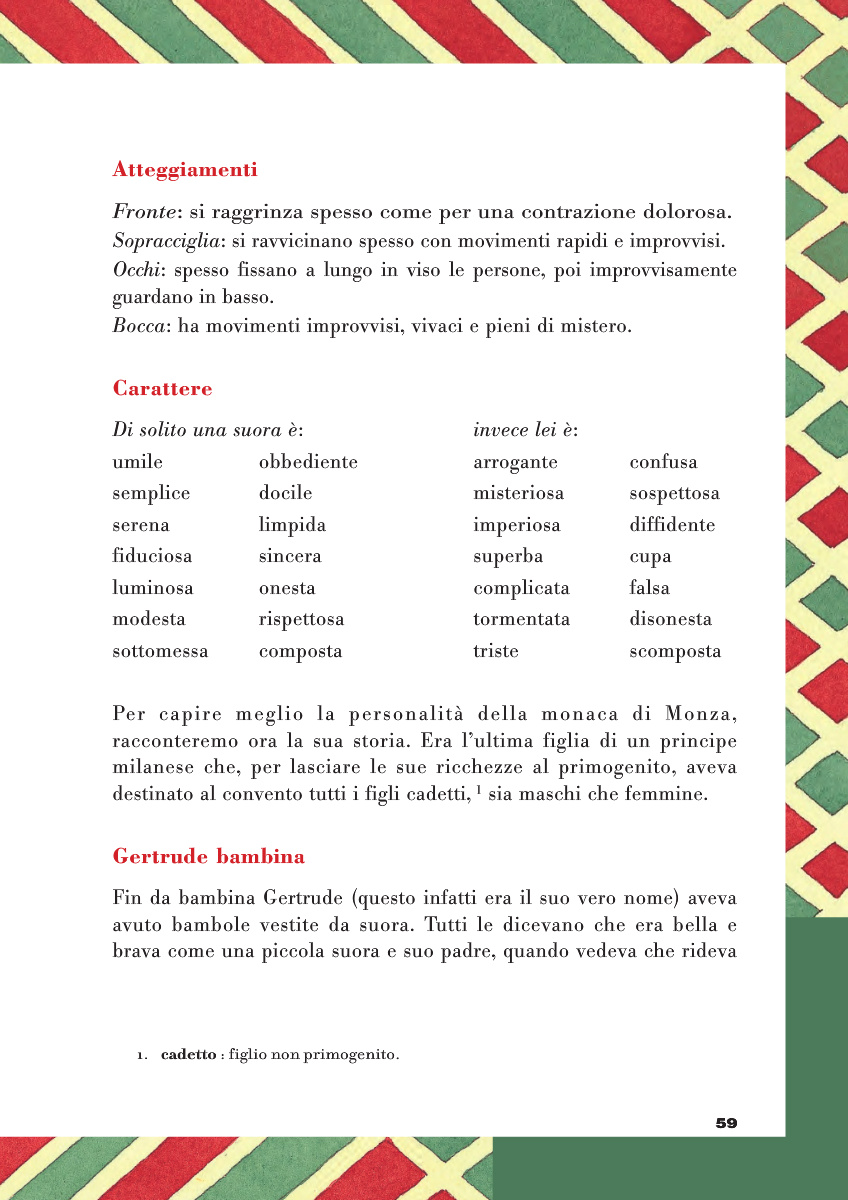 Atteggiamenti
Fronte: si raggrinza spesso come per una contrazione dolorosa.
Sopracciglia: si ravvicinano spesso con movimenti rapidi e improvvisi.
Occhi: spesso fissano a lungo in viso le persone, poi improvvisamente
guardano in basso.
Bocca: ha movimenti improvvisi, vivaci e pieni di mistero.
Carattere
Di solito una suora è: invece lei è:
umile obbediente arrogante confusa
semplice docile misteriosa sospettosa
serena limpida imperiosa diffidente
fiduciosa sincera superba cupa
luminosa onesta complicata falsa
modesta rispettosa tormentata disonesta
sottomessa composta triste scomposta
Per capire meglio la personalità della monaca di Monza,
racconteremo ora la sua storia. Era l'ultima figlia di un principe
milanese che, per lasciare le sue ricchezze al primogenito, aveva
destinato al convento tutti i figli cadetti, 1 sia maschi che femmine.
Gertrude bambina
Fin da bambina Gertrude (questo infatti era il suo vero nome) aveva
avuto bambole vestite da suora. Tutti le dicevano che era bella e
brava come una piccola suora e suo padre, quando vedeva che rideva
1. cadetto : figlio non primogenito.
59